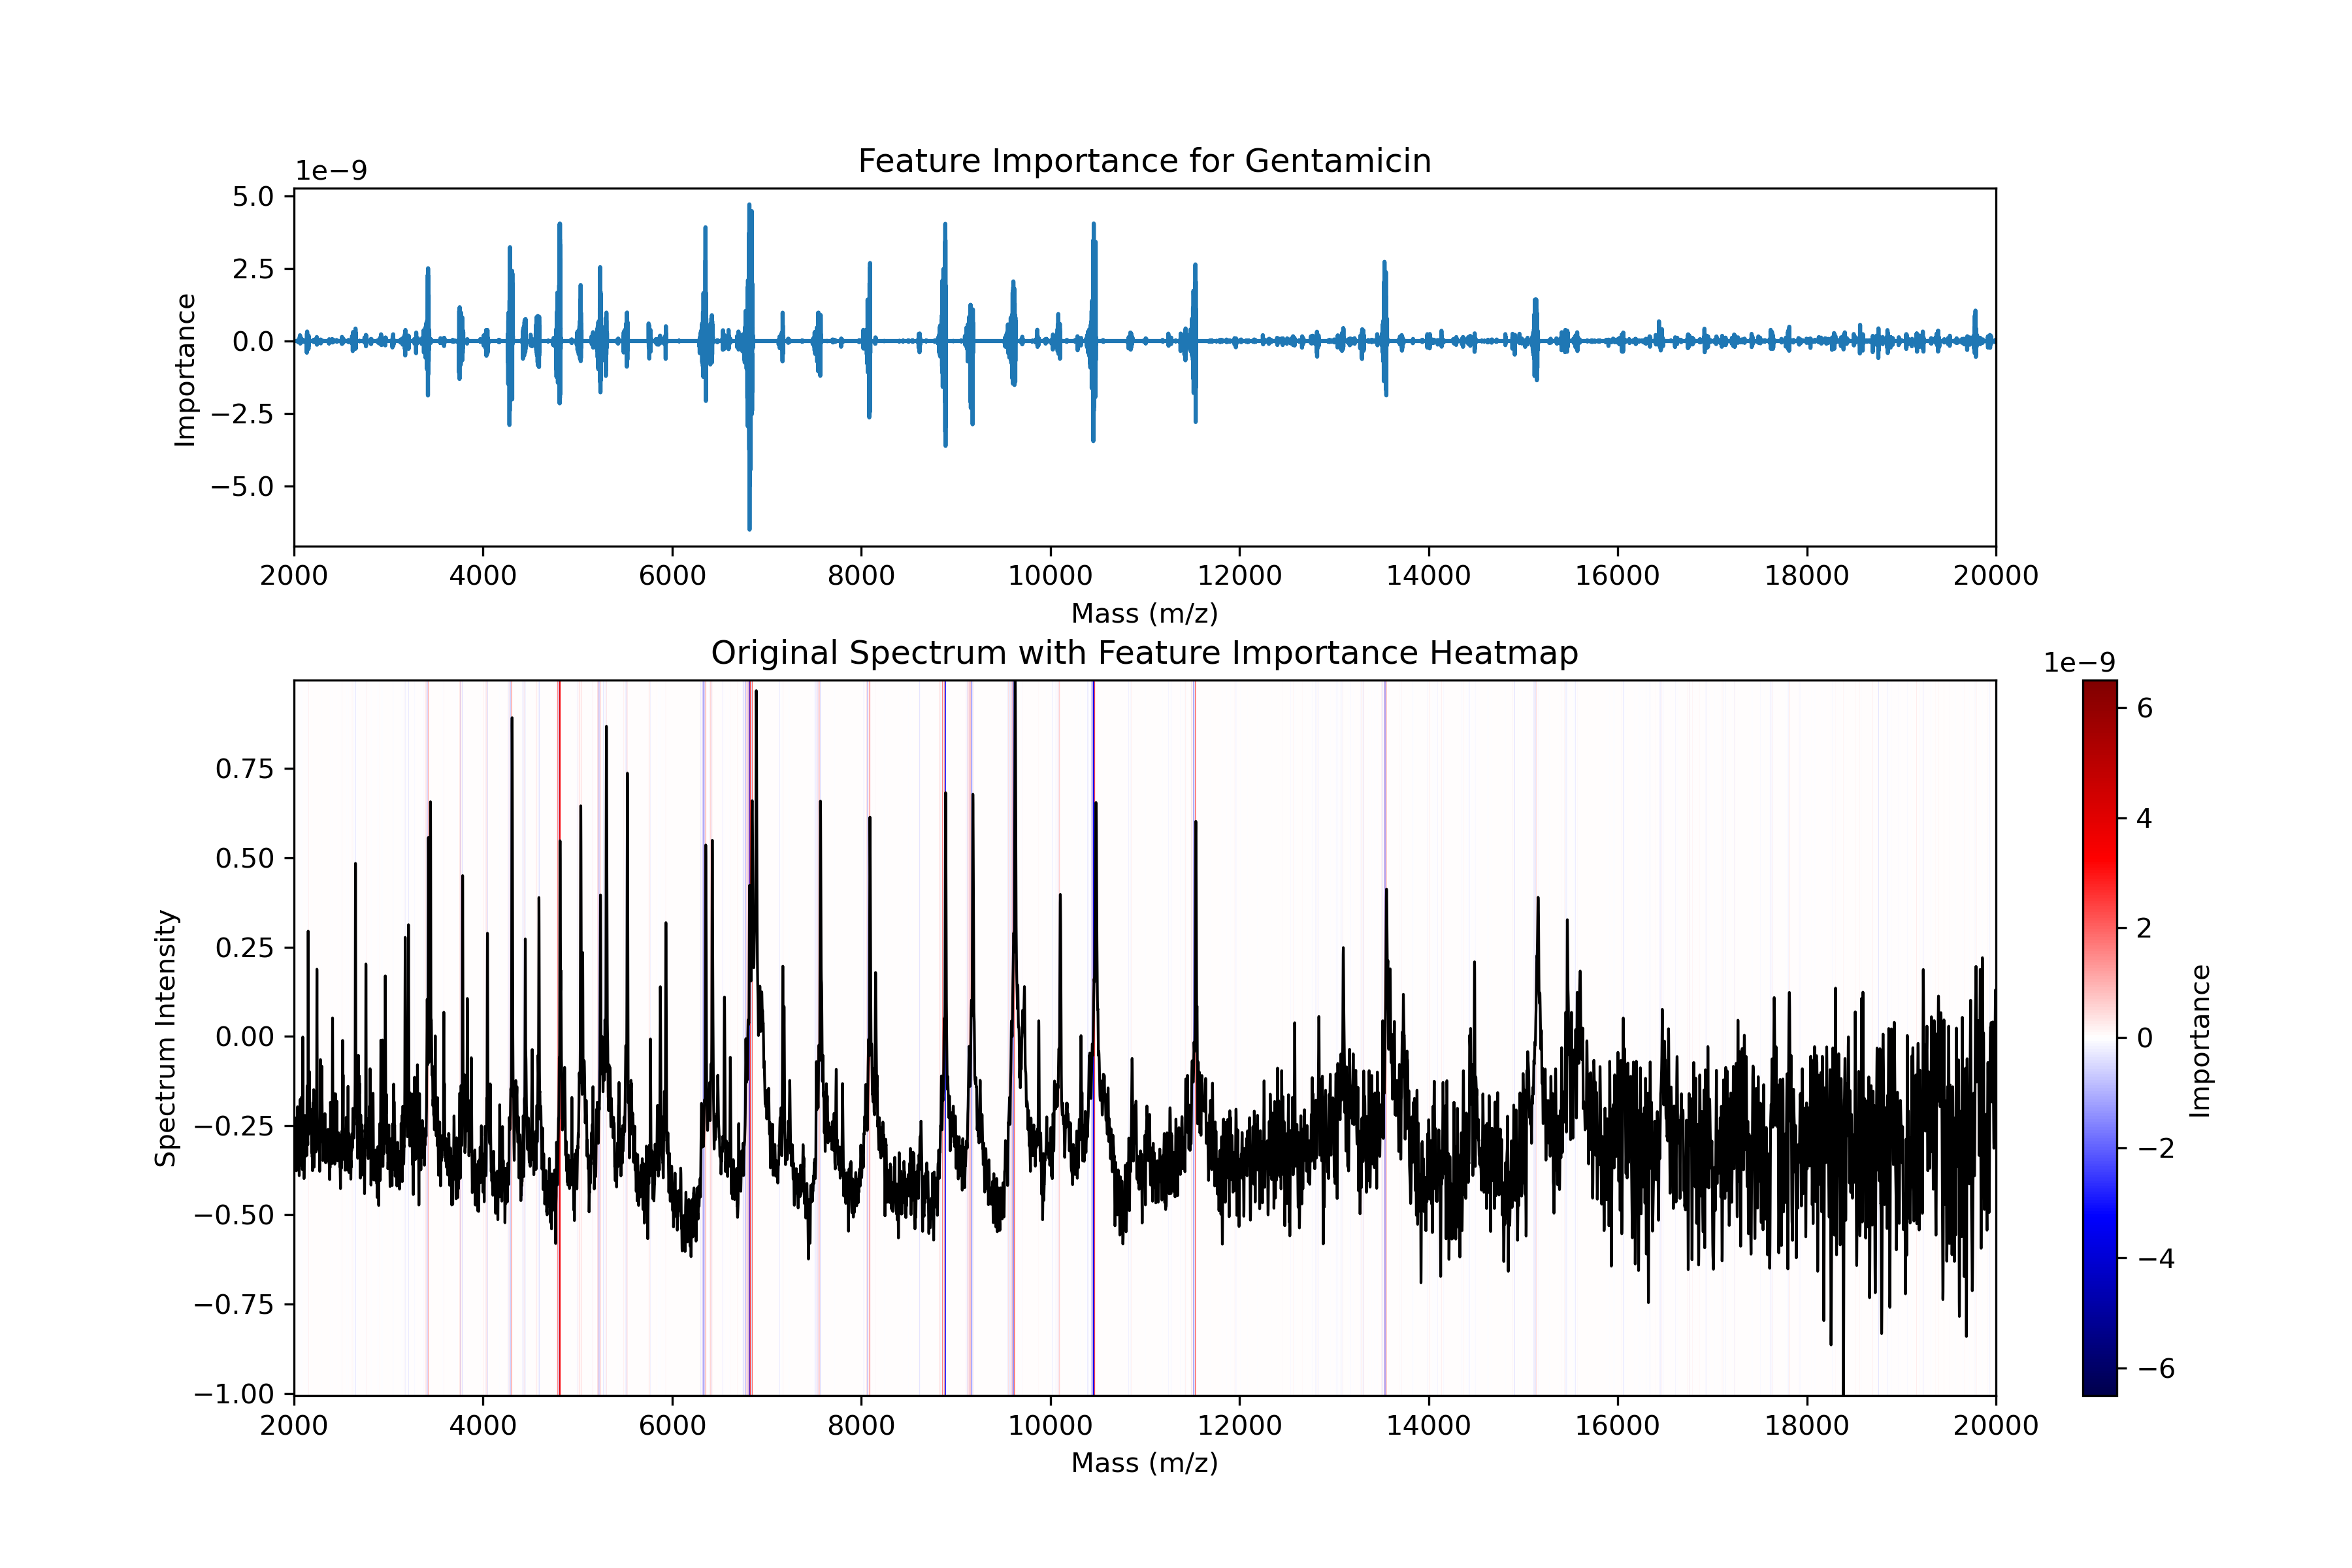 Feature Importance for Gentamicin
1e−9
5.0
2.5
0.0
−2.5
−5.0
Importance
2000 4000 6000 8000 10000 12000 14000 16000 18000 20000
Mass (m/z)
Original Spectrum with Feature Importance Heatmap
0.75
0.50
0.25
0.00
−0.25
−0.50
−0.75
−1.00
Spectrum Intensity
2000 4000 6000 8000 10000 12000 14000 16000 18000 20000
Mass (m/z)
1e−9
6
4
2
0
−2
−4
−6
Importance